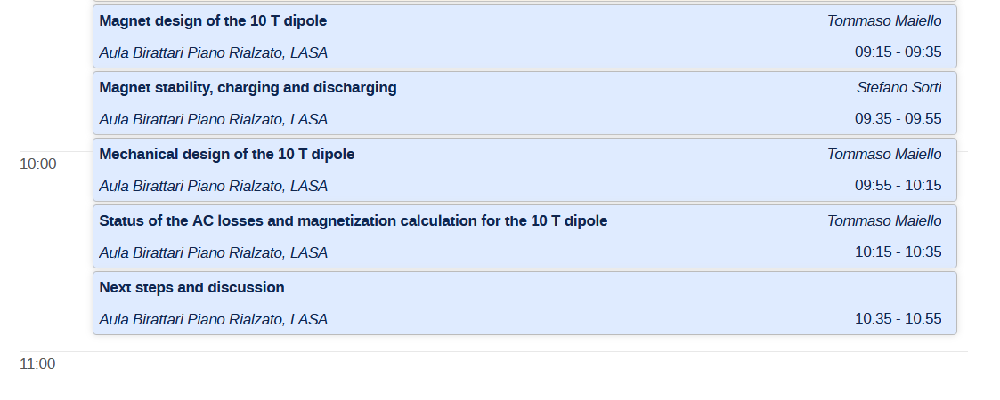 Magnet design of the 10 T dipole Tommaso Maiello
Aula Birattari Piano Rialzato, LASA 09:15 - 09:35
Magnet stability, charging and discharging Stefano Sorti
Aula Birattari Piano Rialzato, LASA 09:35 - 09:55
10:00
Mechanical design of the 10 T dipole Tommaso Maiello
Aula Birattari Piano Rialzato, LASA 09:55 - 10:15
Status of the AC losses and magnetization calculation for the 10 T dipole Tommaso Maiello
Aula Birattari Piano Rialzato, LASA 10:15 - 10:35
Next steps and discussion
Aula Birattari Piano Rialzato, LASA 10:35 - 10:55
11:00